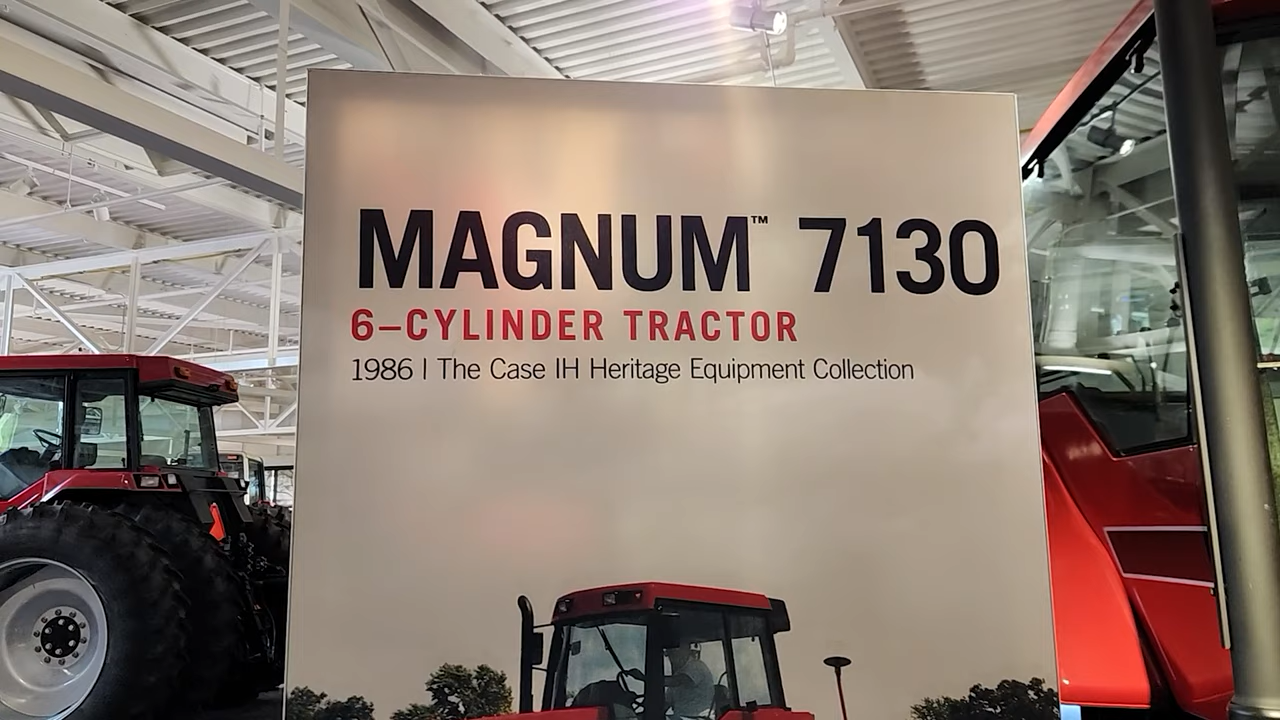 MAGNUM™ 7130
6–CYLINDER TRACTOR
1986 | The Case IH Heritage Equipment Collection